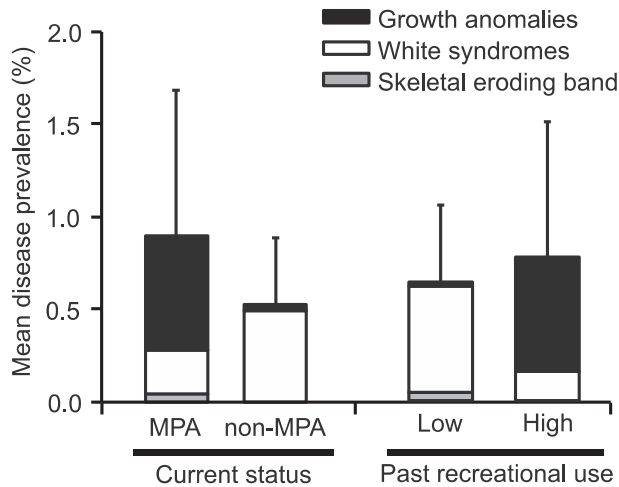 Growth anomalies
White syndromes
Skeletal eroding band
Mean disease prevalence (%)
2.0
1.5
1.0
0.5
0.0
MPA non-MPA Low High
Current status Past recreational use